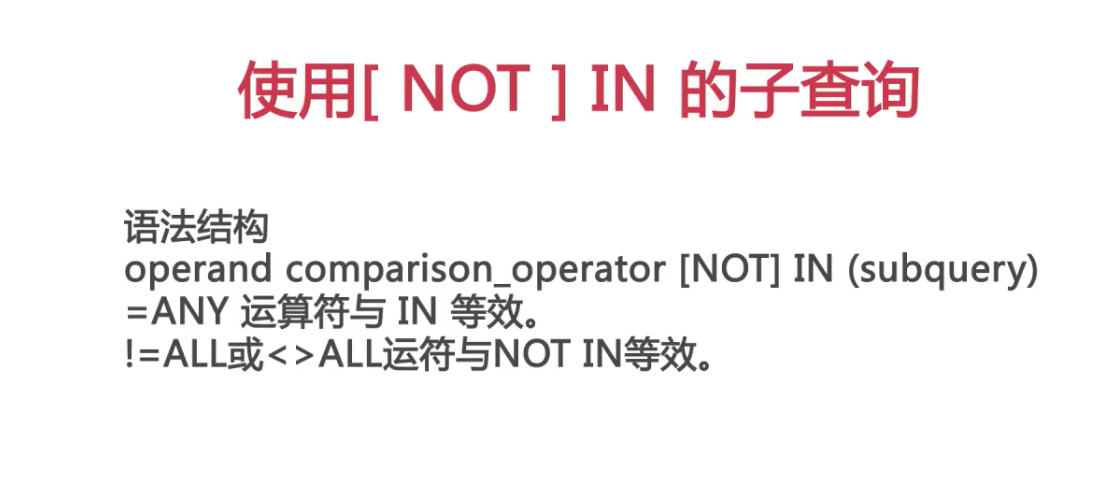 使用[ NOT ] IN 的子查询
语法结构
operand comparison_operator [NOT] IN (subquery)
=ANY 运算符与 IN 等效。
!=ALL或<>ALL运符与NOT IN等效。